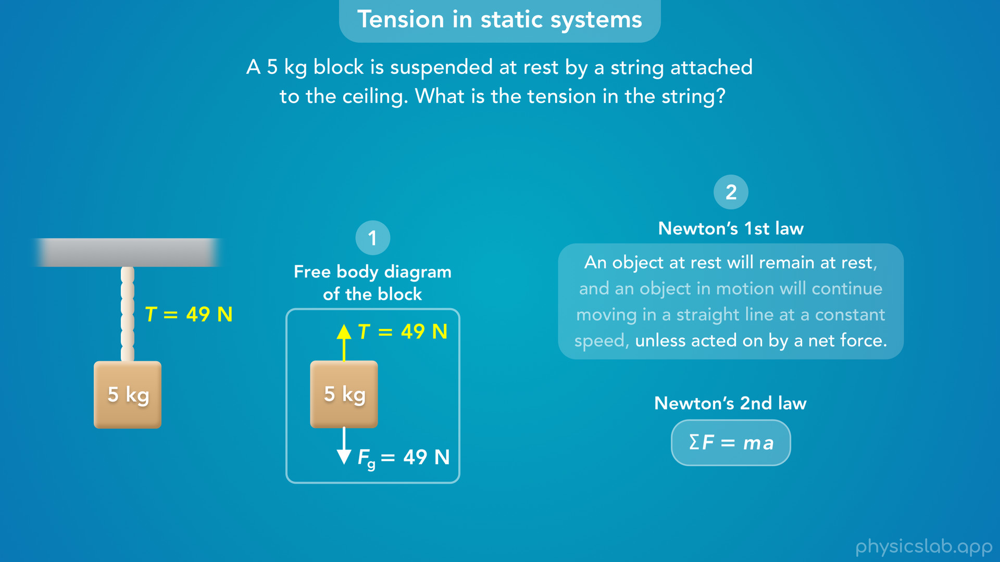 Tension in static systems
A 5 kg block is suspended at rest by a string attached
to the ceiling. What is the tension in the string?
T = 49 N
5 kg
1
Free body diagram
of the block
T = 49 N
5 kg
Fg = 49 N
2
Newton’s 1st law
An object at rest will remain at rest,
and an object in motion will continue
moving in a straight line at a constant
speed, unless acted on by a net force.
Newton’s 2nd law
ΣF = ma
physicslab.app